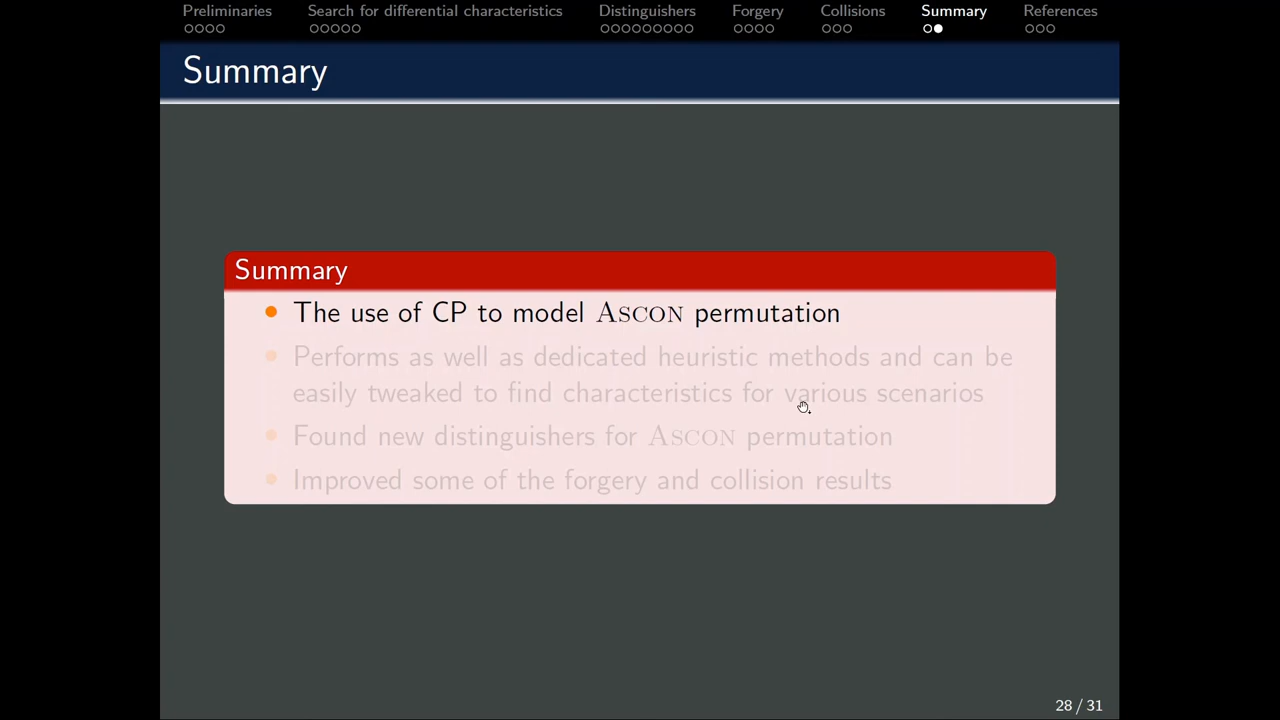 Preliminaries Search for differential characteristics Distinguishers Forgery Collisions Summary References
Summary
Summary
The use of CP to model ASCON permutation
Performs as well as dedicated heuristic methods and can be
easily tweaked to find characteristics for various scenarios
Found new distinguishers for ASCON permutation
Improved some of the forgery and collision results
28 / 31